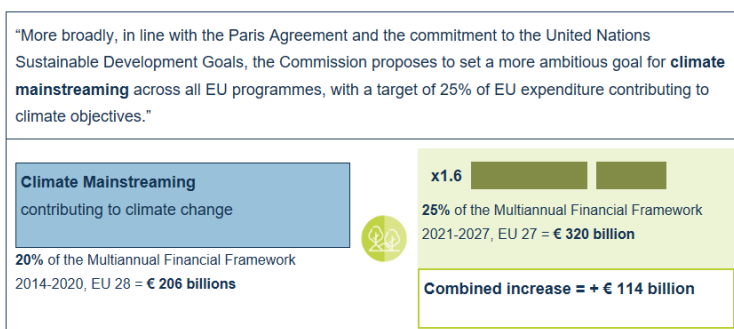 “More broadly, in line with the Paris Agreement and the commitment to the United Nations
Sustainable Development Goals, the Commission proposes to set a more ambitious goal for climate
mainstreaming across all EU programmes, with a target of 25% of EU expenditure contributing to
climate objectives.”
Climate Mainstreaming
contributing to climate change
20% of the Multiannual Financial Framework
2014-2020, EU 28 = € 206 billions
x1.6
25% of the Multiannual Financial Framework
2021-2027, EU 27 = € 320 billion
Combined increase = + € 114 billion